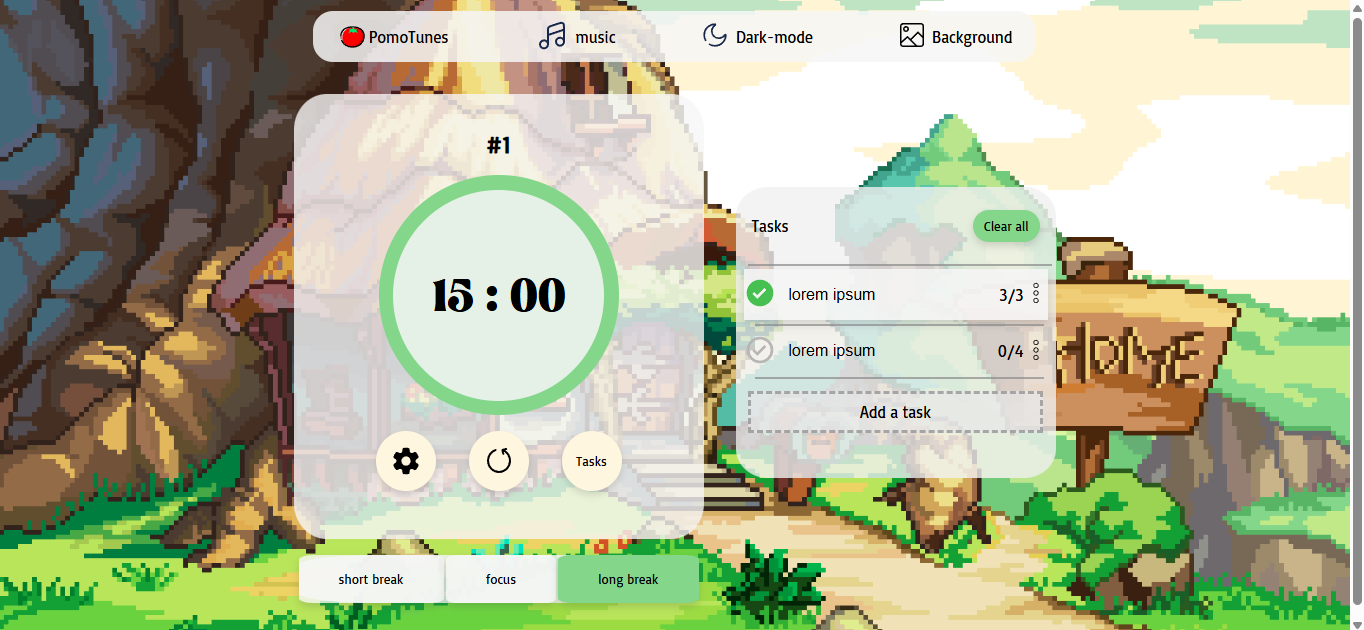 PomoTunes
music
Dark-mode
Background
#1
15 : 00
Tasks
short break
focus
long break
Tasks
Clear all
lorem ipsum
3/3
lorem ipsum
0/4
Add a task
HOME